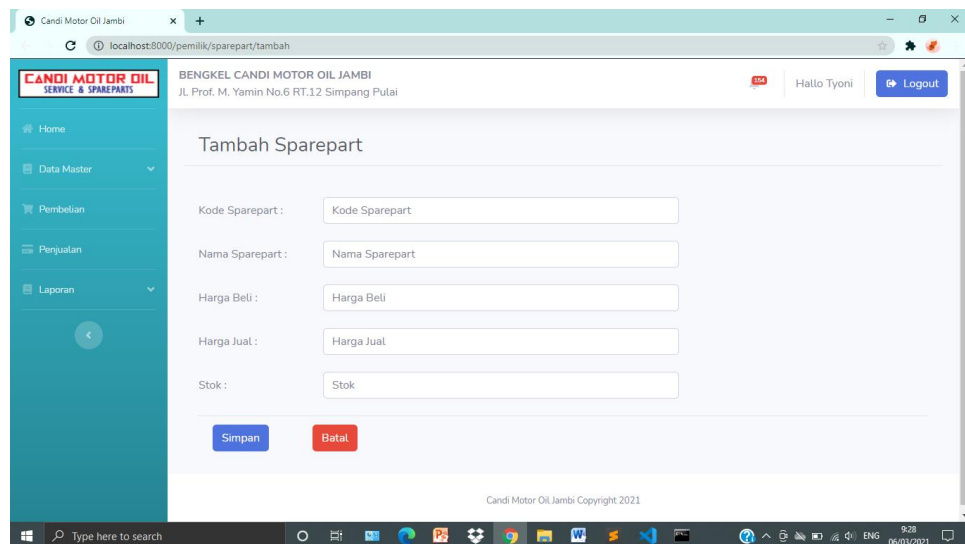 Candi Motor Oil Jambi
localhost:8000/pemilik/sparepart/tambah
CANDI MOTOR OIL
SERVICE & SPAREPARTS
BENGKEL CANDI MOTOR OIL JAMBI
Jl. Prof. M. Yamin No.6 RT.12 Simpang Pulai
154
Hallo Tyoni
Logout
Home
Data Master
Pembelian
Penjualan
Laporan
Tambah Sparepart
Kode Sparepart : Kode Sparepart
Nama Sparepart : Nama Sparepart
Harga Beli : Harga Beli
Harga Jual : Harga Jual
Stok : Stok
Simpan Batal
Candi Motor Oil Jambi Copyright 2021
Type here to search
ENG
9:28
06/03/2021